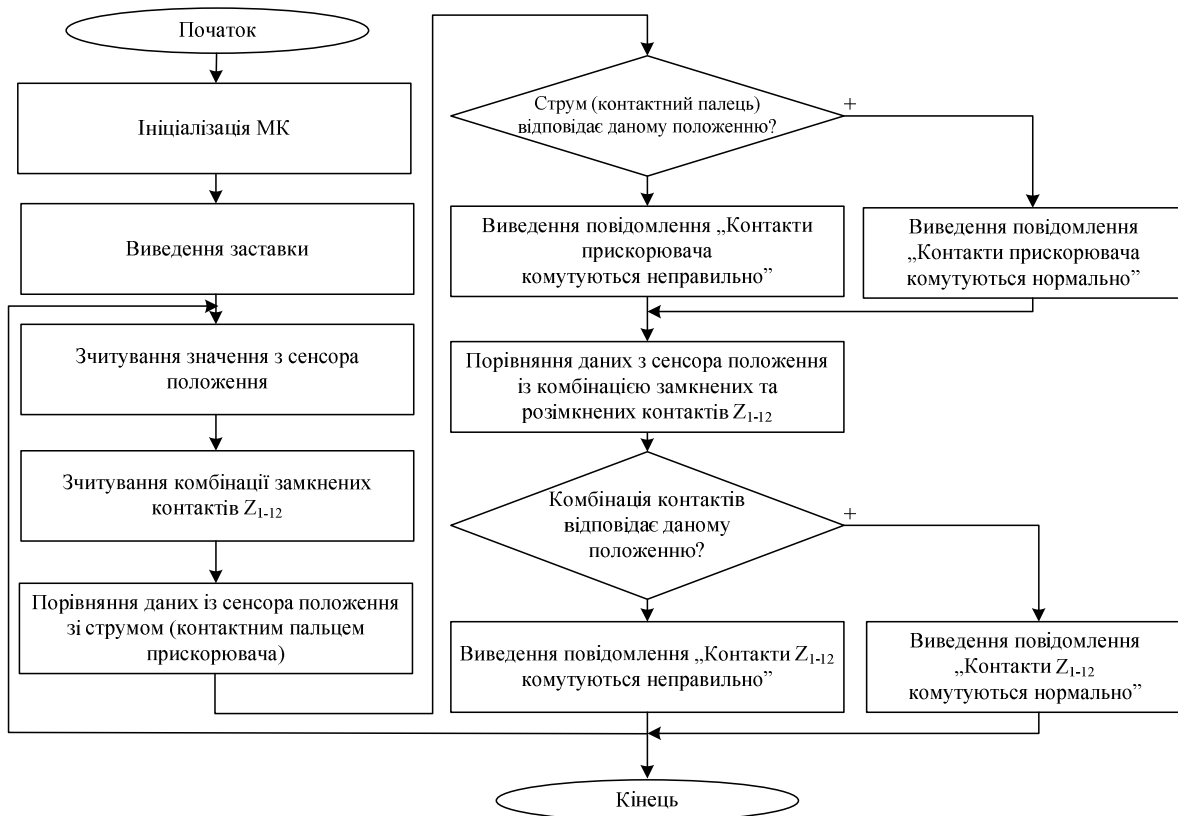 Початок
Ініціалізація МК
Виведення заставки
Зчитування значення з сенсора
положення
Зчитування комбінації замкнених
контактів Z1-12
Порівняння даних із сенсора положення
зі струмом (контактним пальцем
прискорювача)
Струм (контактний палець)
відповідає даному положенню?
+
Виведення повідомлення „Контакти
прискорювача
комутуються неправильно”
Виведення повідомлення
„Контакти прискорювача
комутуються нормально”
Порівняння даних з сенсора положення
із комбінацією замкнених та
розімкнених контактів Z1-12
Комбінація контактів
відповідає даному
положенню?
+
Виведення повідомлення „Контакти Z1-12
комутуються неправильно”
Виведення повідомлення
„Контакти Z1-12
комутуються нормально”
Кінець